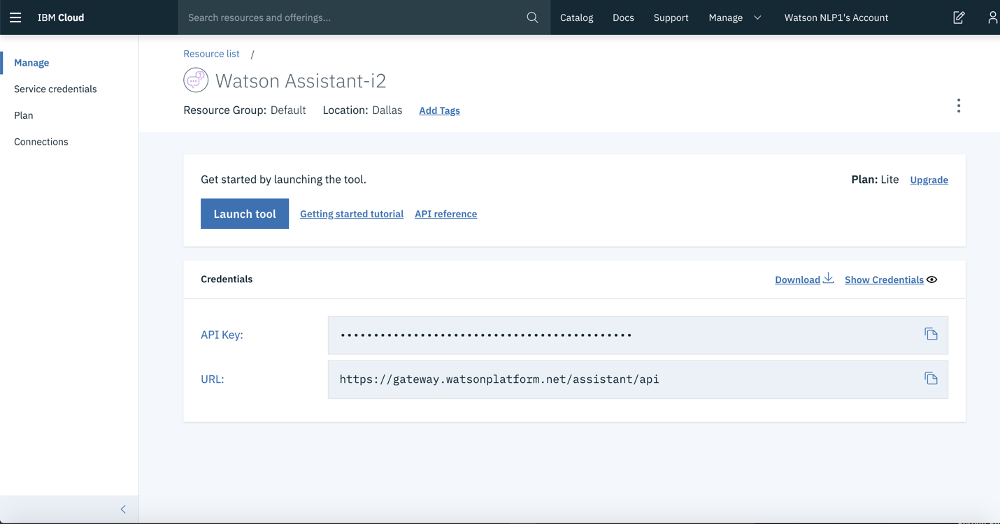 IBM Cloud
Search resources and offerings...
Catalog
Docs
Support
Manage
Watson NLP1's Account
Manage
Service credentials
Plan
Connections
Resource list /
Watson Assistant-i2
Resource Group: Default Location: Dallas Add Tags
Get started by launching the tool.
Plan: Lite Upgrade
Launch tool
Getting started tutorial
API reference
Credentials
Download
Show Credentials
API Key:
••••••••••••••••••••••••••••••••••••••••••••
URL:
https://gateway.watsonplatform.net/assistant/api